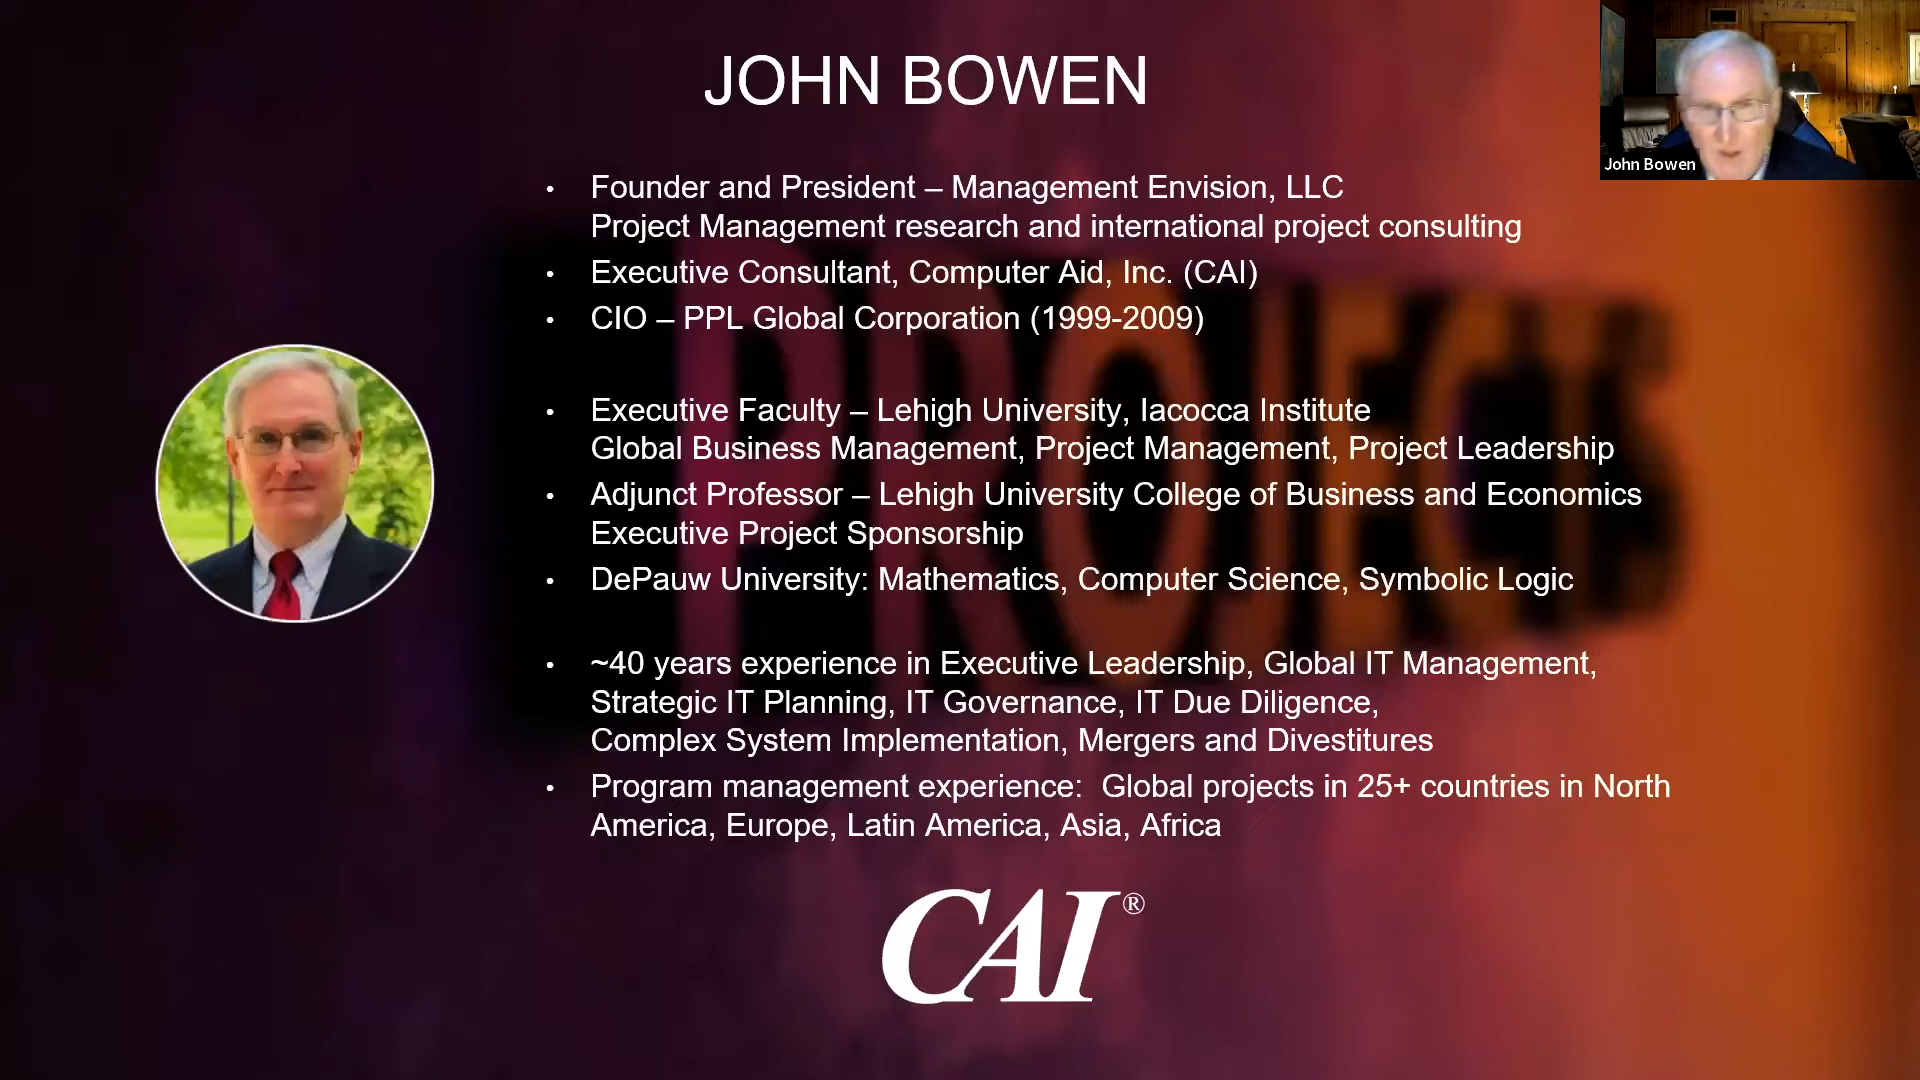 JOHN BOWEN
John Bowen
• Founder and President – Management Envision, LLC
Project Management research and international project consulting
• Executive Consultant, Computer Aid, Inc. (CAI)
• CIO – PPL Global Corporation (1999-2009)
• Executive Faculty – Lehigh University, Iacocca Institute
Global Business Management, Project Management, Project Leadership
• Adjunct Professor – Lehigh University College of Business and Economics
Executive Project Sponsorship
• DePauw University: Mathematics, Computer Science, Symbolic Logic
• ~40 years experience in Executive Leadership, Global IT Management,
Strategic IT Planning, IT Governance, IT Due Diligence,
Complex System Implementation, Mergers and Divestitures
• Program management experience:  Global projects in 25+ countries in North
America, Europe, Latin America, Asia, Africa
PROJECTS
CAI®